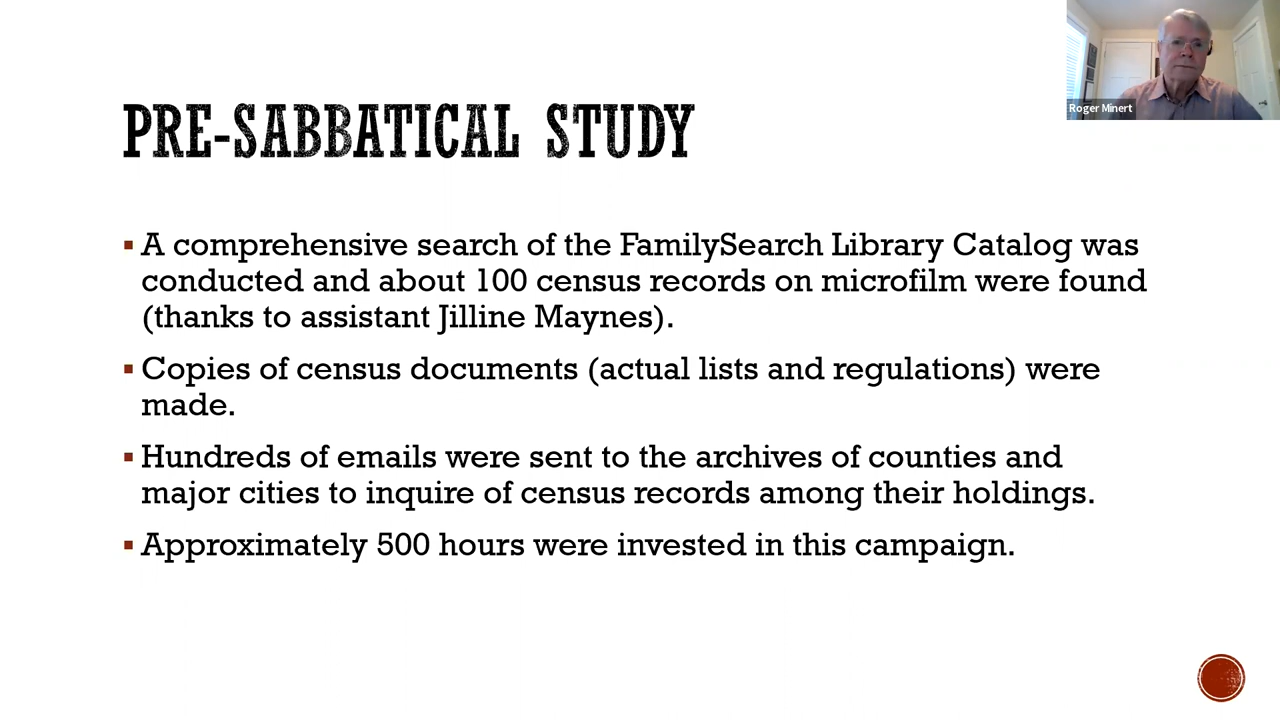 Roger Minert
PRE-SABBATICAL STUDY
▪ A comprehensive search of the FamilySearch Library Catalog was
conducted and about 100 census records on microfilm were found
(thanks to assistant Jilline Maynes).
▪ Copies of census documents (actual lists and regulations) were
made.
▪ Hundreds of emails were sent to the archives of counties and
major cities to inquire of census records among their holdings.
▪ Approximately 500 hours were invested in this campaign.